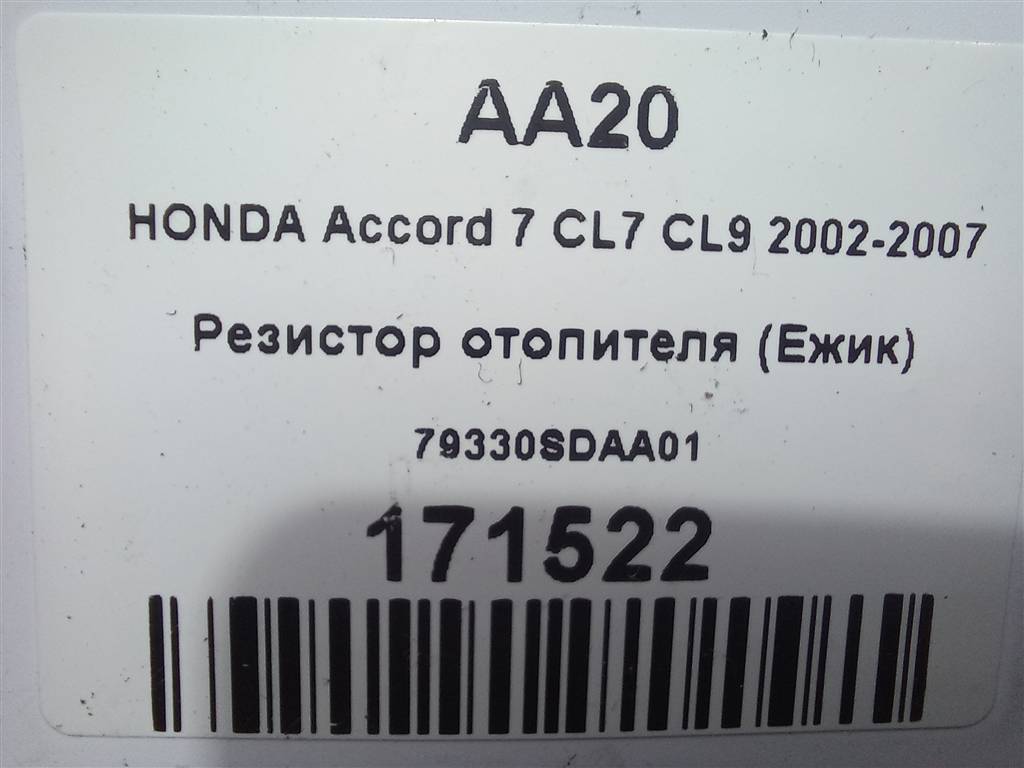 AA20
HONDA Accord 7 CL7 CL9 2002-2007
Резистор отопителя (Ежик)
79330SDAA01
171522